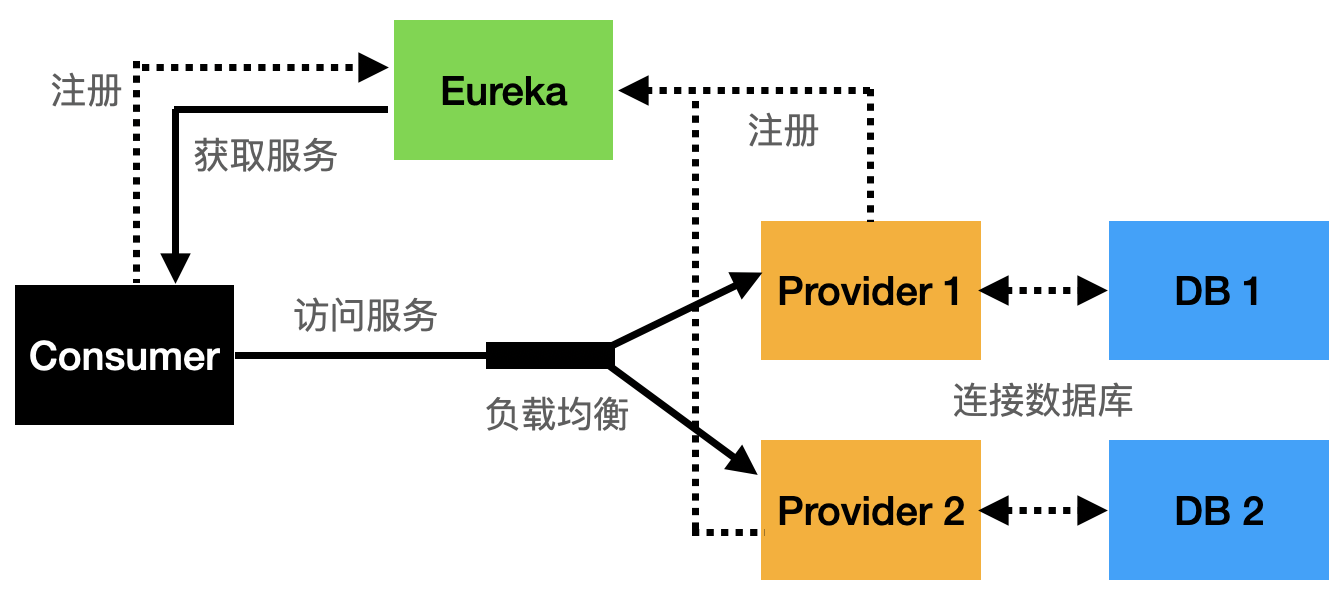 Eureka
注册
注册
获取服务
Provider 1
DB 1
访问服务
Consumer
连接数据库
负载均衡
Provider 2
DB 2